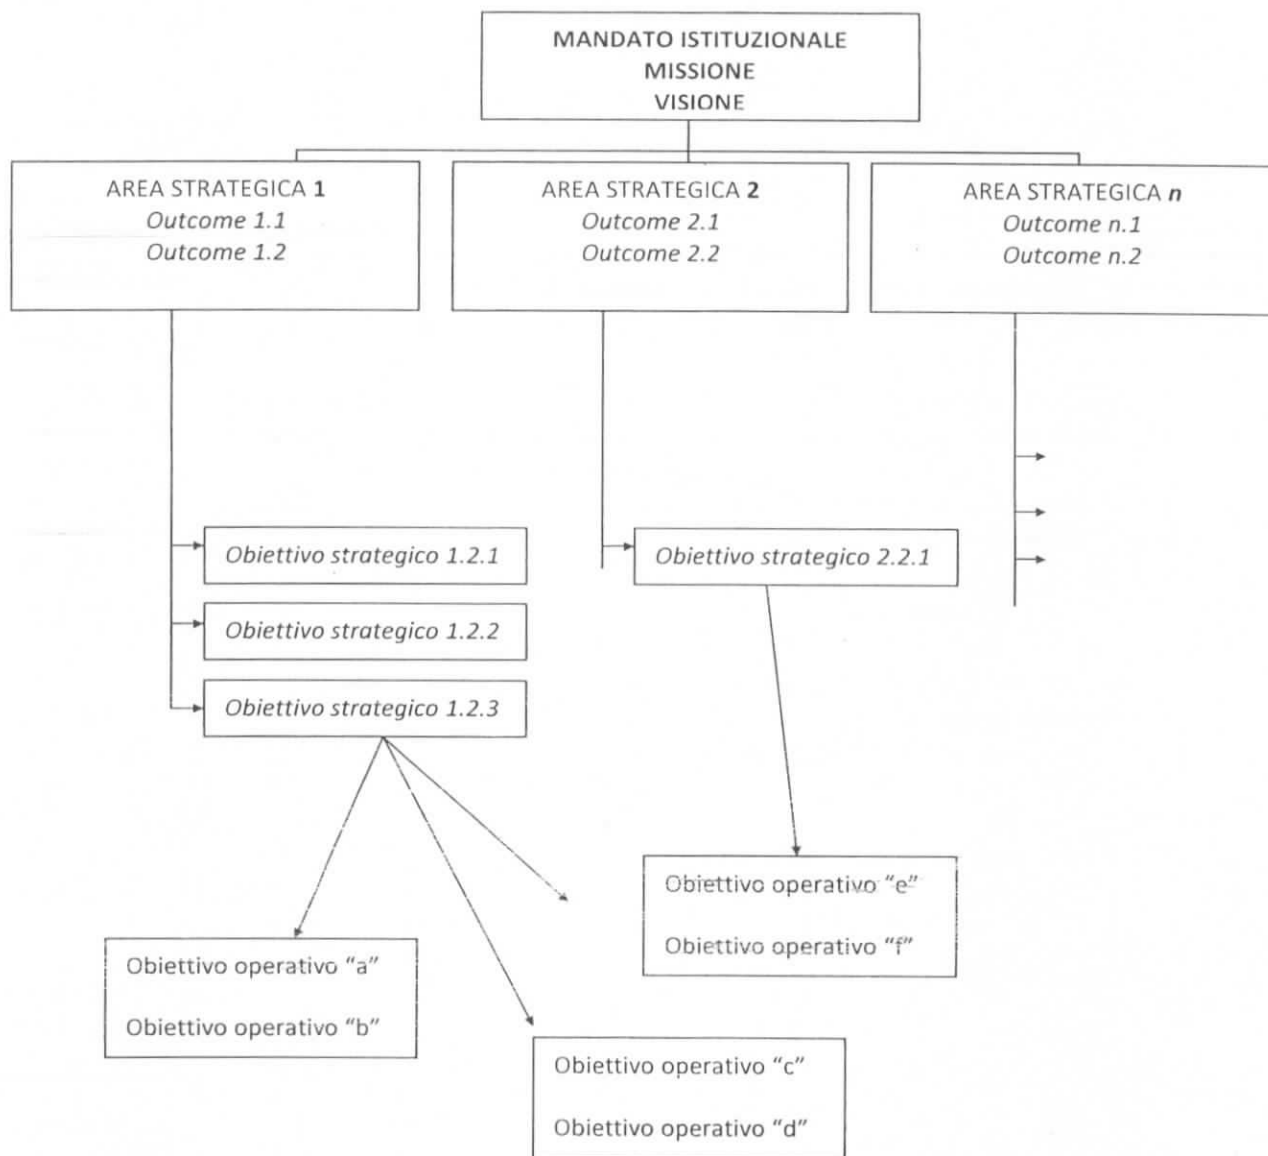 MANDATO ISTITUZIONALE
MISSIONE
VISIONE
AREA STRATEGICA 1
Outcome 1.1
Outcome 1.2
AREA STRATEGICA 2
Outcome 2.1
Outcome 2.2
AREA STRATEGICA n
Outcome n.1
Outcome n.2
Obiettivo strategico 1.2.1
Obiettivo strategico 1.2.2
Obiettivo strategico 1.2.3
Obiettivo strategico 2.2.1
Obiettivo operativo “a”
Obiettivo operativo “b”
Obiettivo operativo “c”
Obiettivo operativo “d”
Obiettivo operativo “e”
Obiettivo operativo “f”